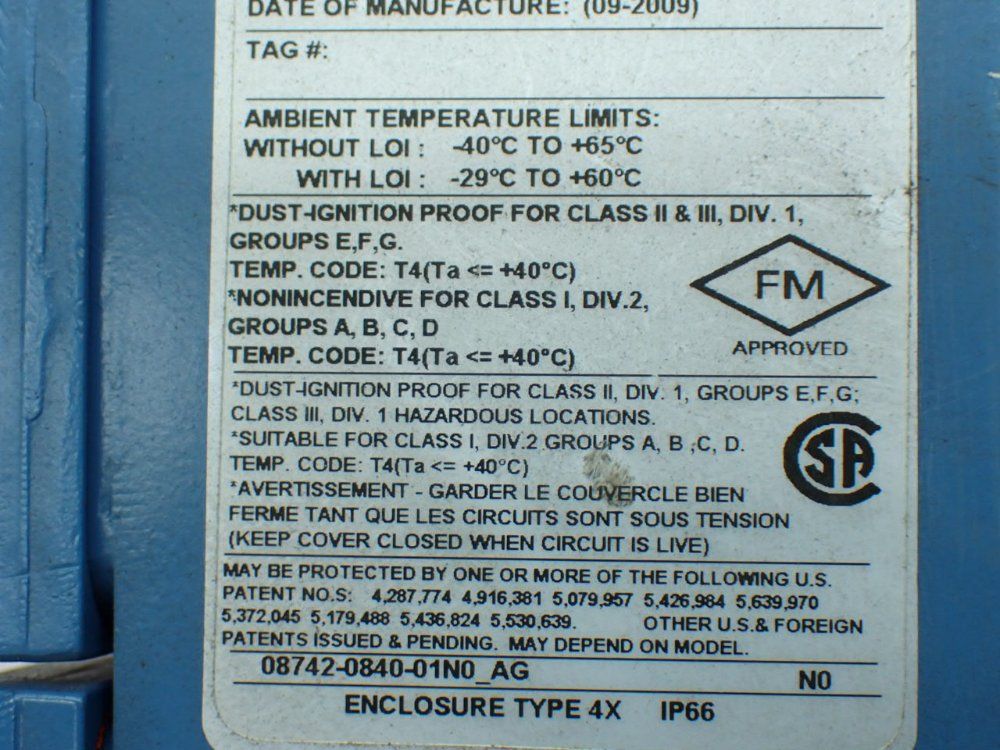 DATE OF MANUFACTURE: (09-2009)
TAG #:
AMBIENT TEMPERATURE LIMITS:
WITHOUT LOI : -40°C TO +65°C
WITH LOI : -29°C TO +60°C
*DUST-IGNITION PROOF FOR CLASS II & III, DIV. 1,
GROUPS E,F,G.
TEMP. CODE: T4(Ta <= +40°C)
*NONINCENDIVE FOR CLASS I, DIV.2,
GROUPS A, B, C, D
TEMP. CODE: T4(Ta <= +40°C)
FM
APPROVED
*DUST-IGNITION PROOF FOR CLASS II, DIV. 1, GROUPS E,F,G;
CLASS III, DIV. 1 HAZARDOUS LOCATIONS.
*SUITABLE FOR CLASS I, DIV.2 GROUPS A, B ,C, D.
TEMP. CODE: T4(Ta <= +40°C)
*AVERTISSEMENT - GARDER LE COUVERCLE BIEN
FERME TANT QUE LES CIRCUITS SONT SOUS TENSION
(KEEP COVER CLOSED WHEN CIRCUIT IS LIVE)
CSA
MAY BE PROTECTED BY ONE OR MORE OF THE FOLLOWING U.S.
PATENT NO.S: 4,287,774 4,916,381 5,079,957 5,426,984 5,639,970
5,372,045 5,179,488 5,436,824 5,530,639. OTHER U.S.& FOREIGN
PATENTS ISSUED & PENDING. MAY DEPEND ON MODEL.
08742-0840-01N0_AG N0
ENCLOSURE TYPE 4X IP66